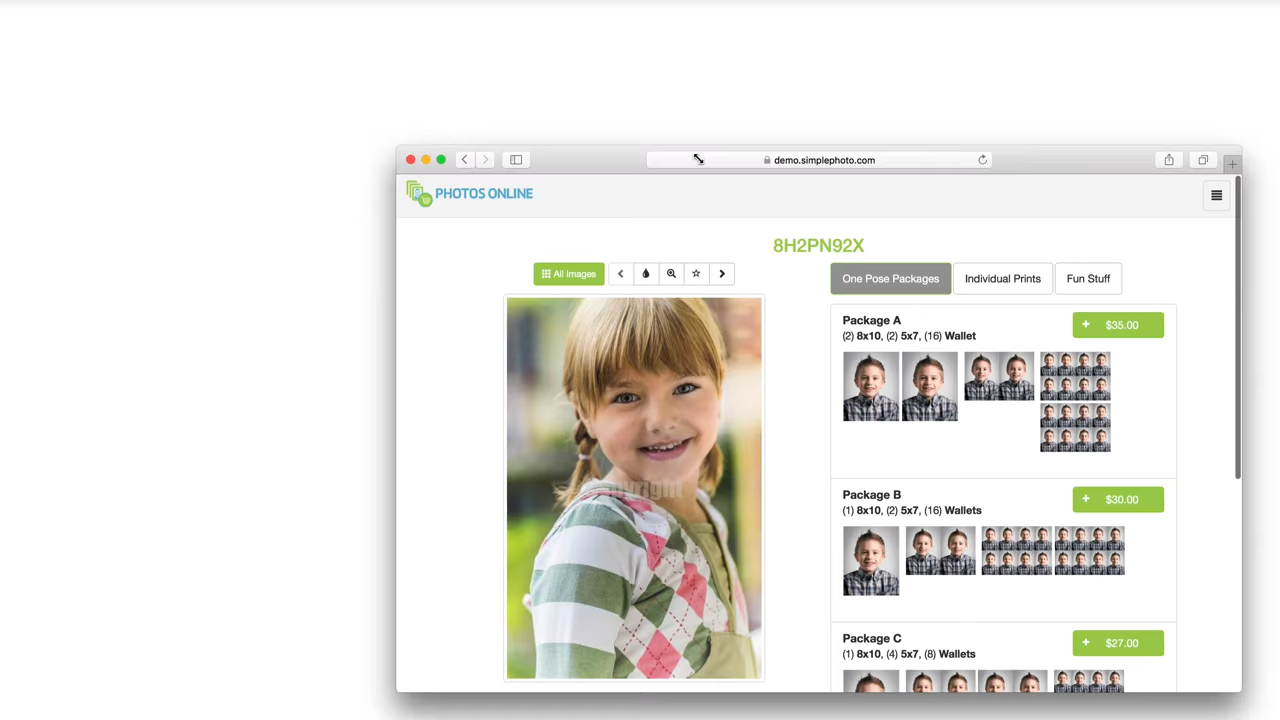 demo.simplephoto.com
PHOTOS ONLINE
8H2PN92X
All Images
One Pose Packages
Individual Prints
Fun Stuff
Package A
$35.00
(2) 8x10, (2) 5x7, (16) Wallet
Package B
$30.00
(1) 8x10, (2) 5x7, (16) Wallets
Package C
$27.00
(1) 8x10, (4) 5x7, (8) Wallets